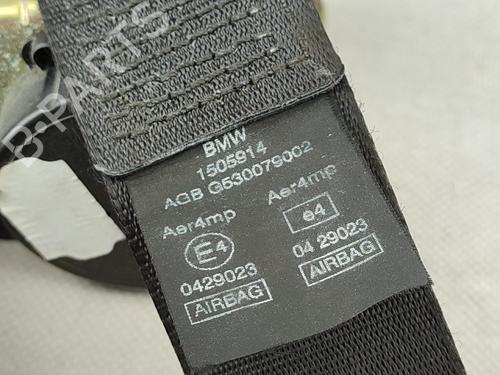 B-PARTS
BMW
1505914
AGB G530079002
Aer4mp Aer4mp
E4 e4
0429023 04 29023
AIRBAG AIRBAG